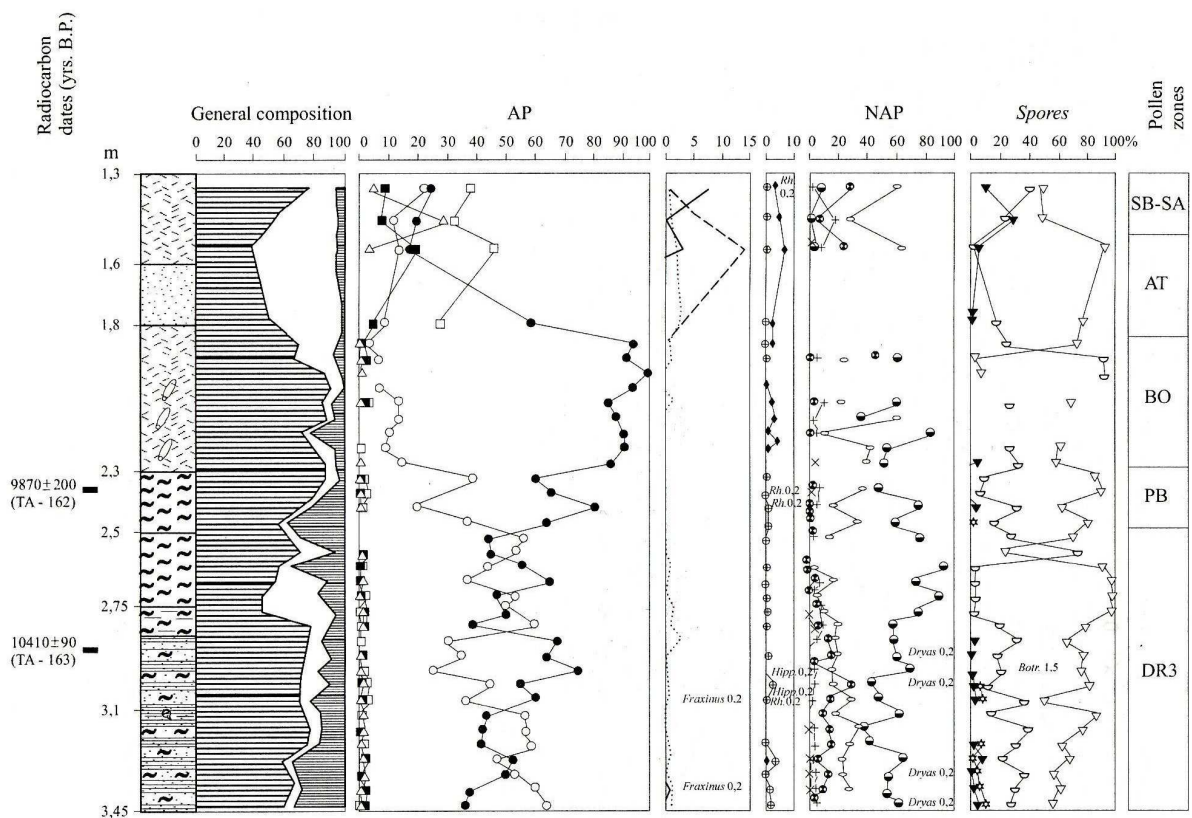 Radiocarbon
dates (yrs. B.P.)
General composition
AP
NAP
Spores
Pollen
zones
m
0 20 40 60 80 100
0 10 20 30 40 50 60 70 80 90 100
0 5 10 15
0 10
0 20 40 60 80 100
0 20 40 60 80 100%
1,3
1,6
1,8
2.3
2.5
2.75
3.1
3,45
9870±200
(TA - 162)
10410±90
(TA - 163)
Fraxinus 0,2
Fraxinus 0,2
Rh.
0,2
Rh.0.2
Rh.0.2
Hipp.0.2
Hipp.0.2
Rh.0.2
Dryas 0,2
Dryas 0,2
Dryas 0,2
Dryas 0,2
Botr. 1.5
SB-SA
AT
BO
PB
DR3